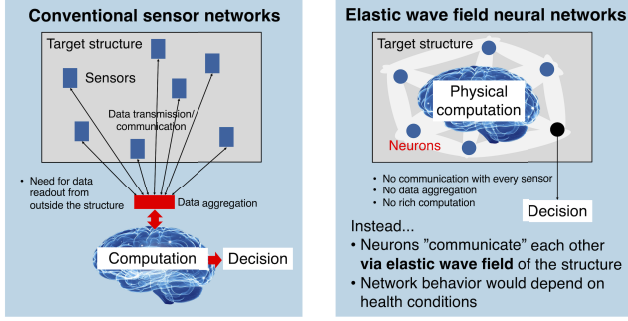 Conventional sensor networks
Target structure
Sensors
Data transmission/
communication
• Need for data
readout from
outside the structure
Data aggregation
Computation
Decision
Elastic wave field neural networks
Target structure
Physical
computation
Neurons
• No communication with every sensor
• No data aggregation
• No rich computation
Decision
Instead...
• Neurons ”communicate” each other
via elastic wave field of the structure
• Network behavior would depend on
health conditions